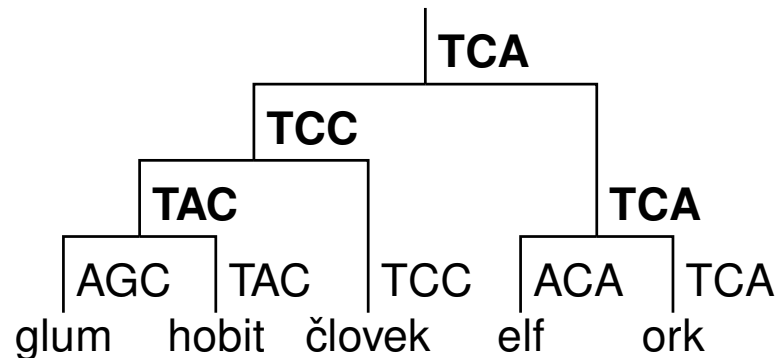 TCA
TCC
TAC TCA
AGC TAC TCC ACA TCA
glum hobit človek elf ork